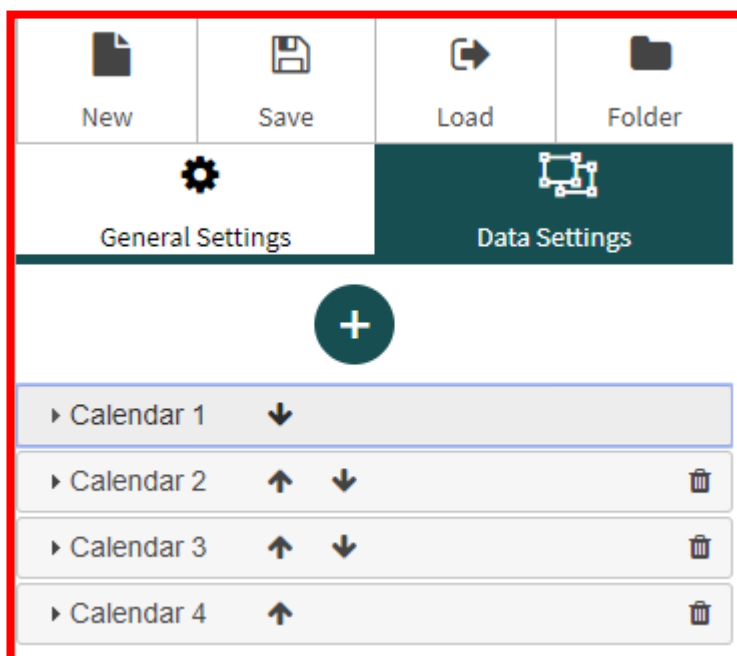 New Save Load Folder
General Settings Data Settings
Calendar 1
Calendar 2
Calendar 3
Calendar 4